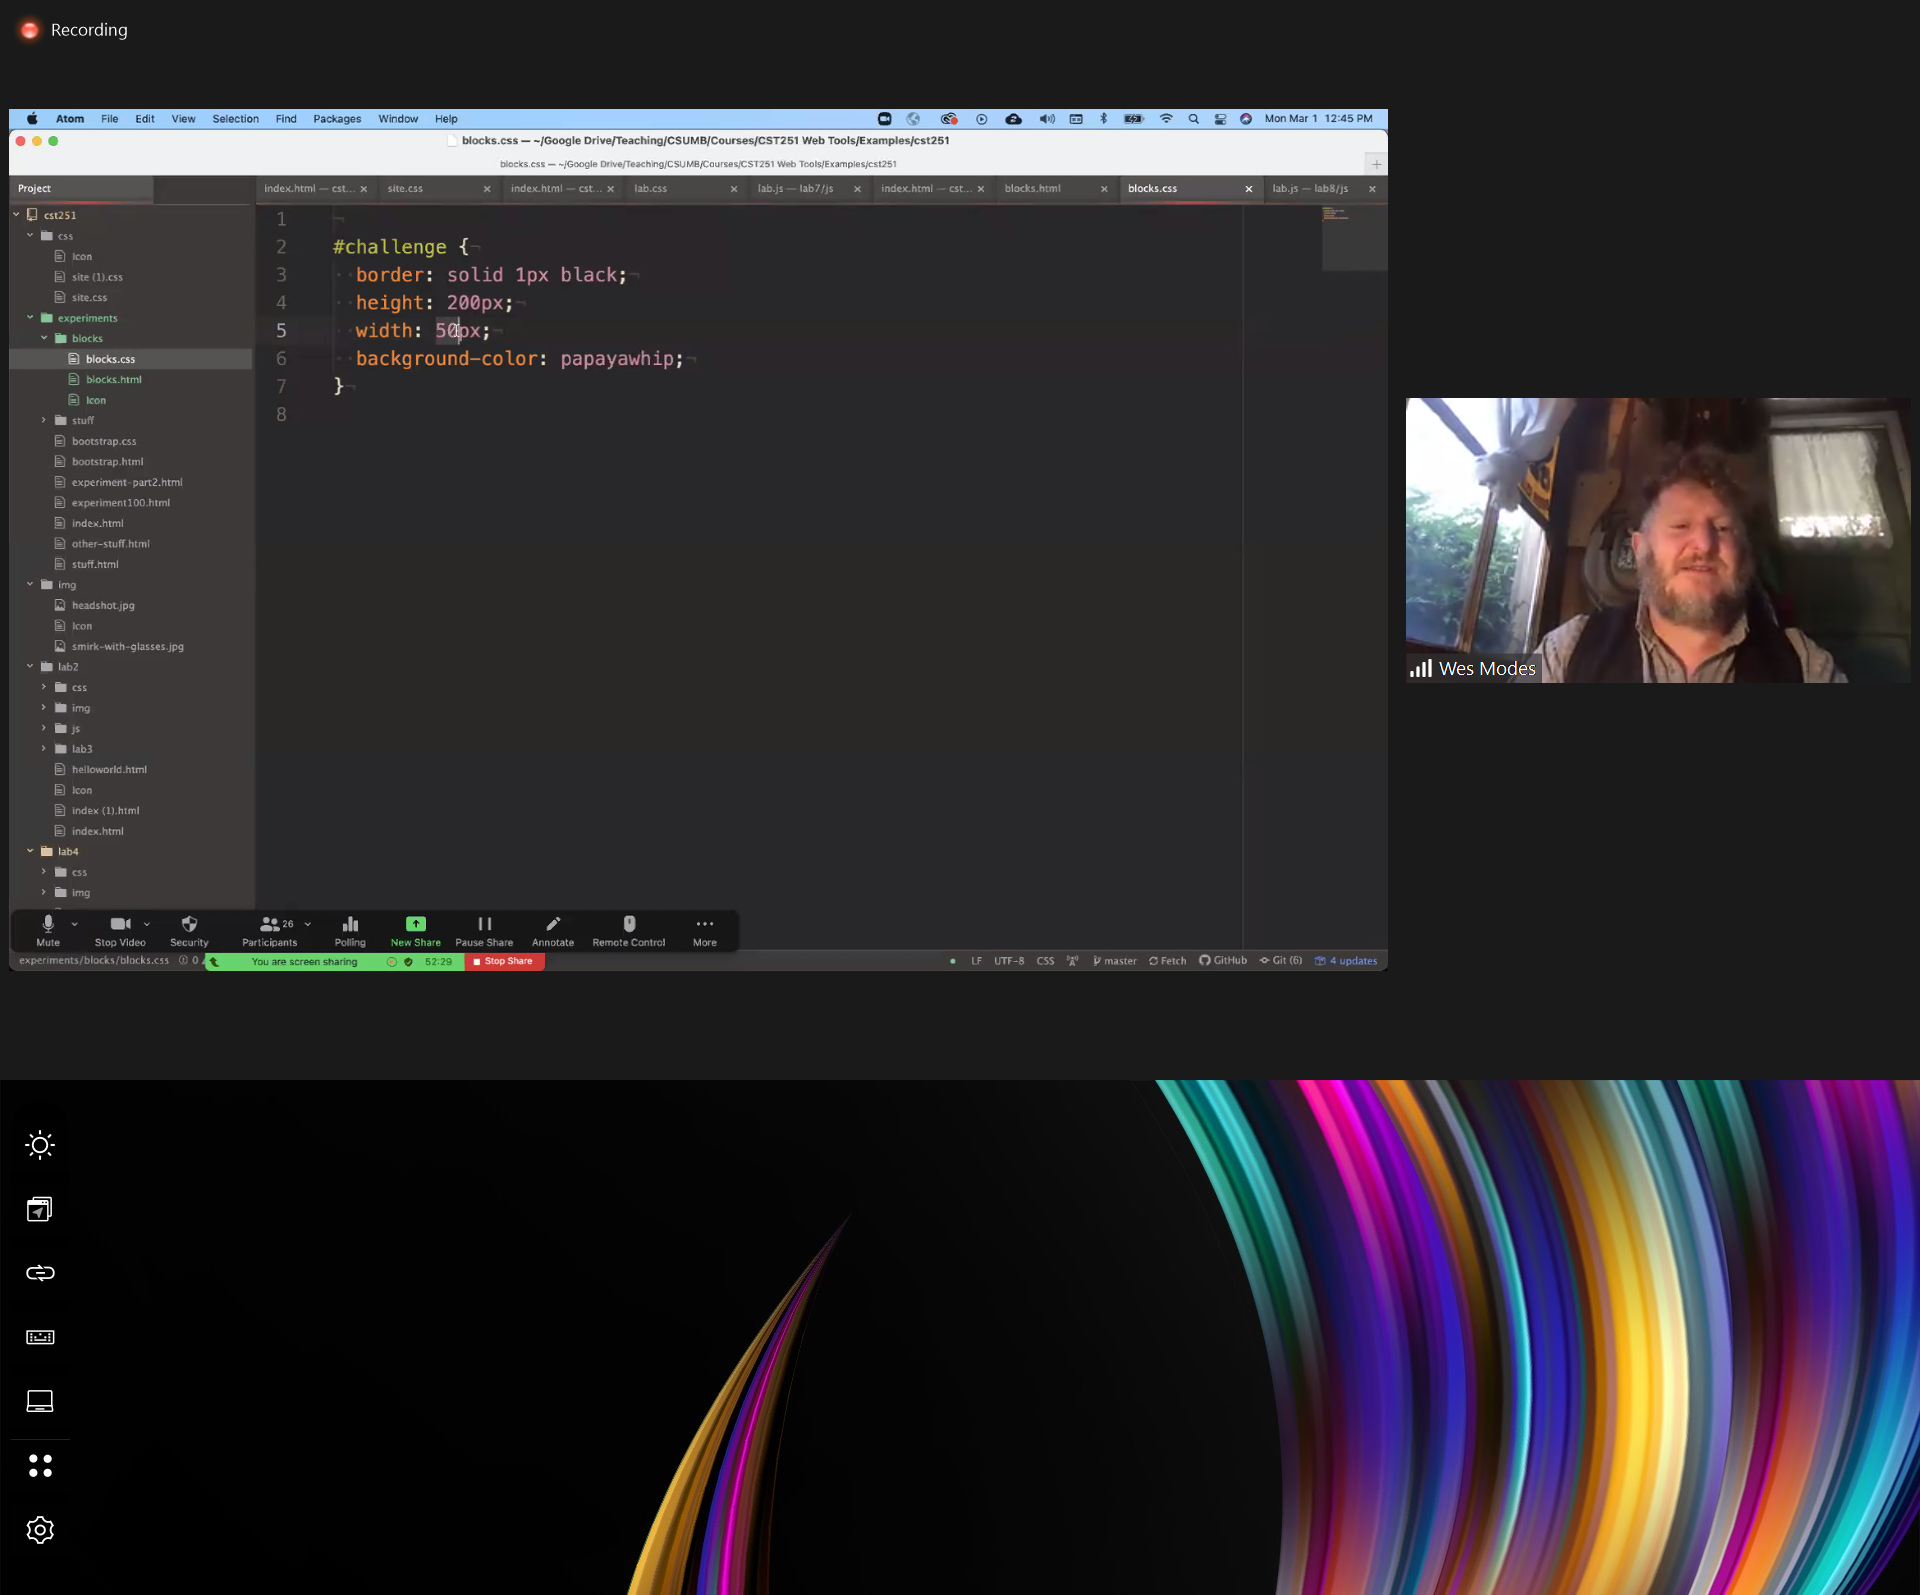 Recording
Atom File Edit View Selection Find Packages Window Help Mon Mar 1 12:45 PM
blocks.css — ~/Google Drive/Teaching/CSUMB/Courses/CST251 Web Tools/Examples/cst251
blocks.css — ~/Google Drive/Teaching/CSUMB/Courses/CST251 Web Tools/Examples/cst251
Project
index.html — cst...
site.css
index.html — cst...
lab.css
lab.js — lab7/js
index.html — cst...
blocks.html
blocks.css
lab.js — lab8/js
cst251
css
Icon
site (1).css
site.css
experiments
blocks
blocks.css
blocks.html
Icon
stuff
bootstrap.css
bootstrap.html
experiment-part2.html
experiment100.html
index.html
other-stuff.html
stuff.html
img
headshot.jpg
Icon
smirk-with-glasses.jpg
lab2
css
img
js
lab3
helloworld.html
Icon
index (1).html
index.html
lab4
css
img
1
2 #challenge {
3 border: solid 1px black;
4 height: 200px;
5 width: 50px;
6 background-color: papayawhip;
7 }
8
Wes Modes
26
Mute Stop Video Security Participants Polling New Share Pause Share Annotate Remote Control More
experiments/blocks/blocks.css 0 You are screen sharing 52:29 Stop Share LF UTF-8 CSS master Fetch GitHub Git (6) 4 updates